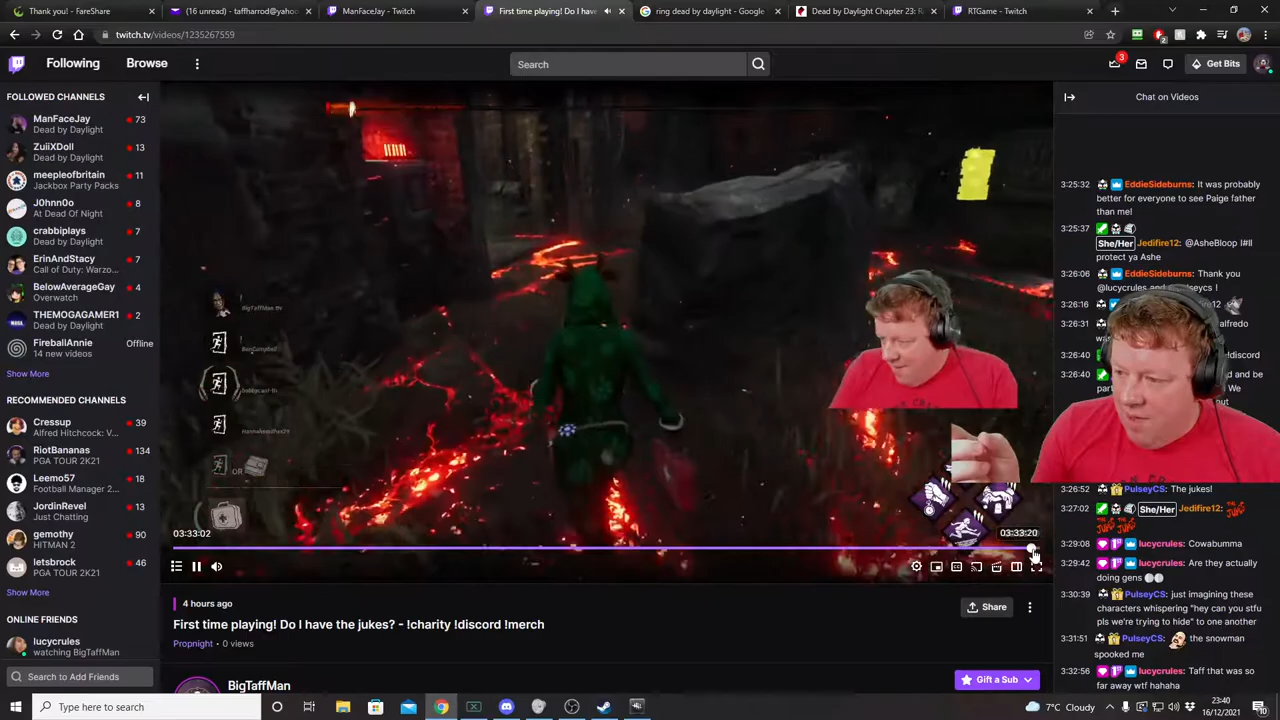 Thank you! - FareShare
(16 unread) - taffharrod@yahoo
ManFaceJay - Twitch
First time playing! Do I have
ring dead by daylight - Google
Dead by Daylight Chapter 23: R
RTGame - Twitch
twitch.tv/videos/1235267559
Following
Browse
Search
3
Get Bits
FOLLOWED CHANNELS
ManFaceJay
73
Dead by Daylight
ZuiiXDoll
13
Dead by Daylight
meepleofbritain
11
Jackbox Party Packs
J0hnn0o
8
At Dead Of Night
crabbiplays
7
Dead by Daylight
ErinAndStacy
7
Call of Duty: Warzo...
BelowAverageGay
4
Overwatch
THEMOGAGAMER1
2
Dead by Daylight
FireballAnnie
Offline
14 new videos
Show More
RECOMMENDED CHANNELS
Cressup
39
Alfred Hitchcock: V...
RiotBananas
134
PGA TOUR 2K21
Leemo57
18
Football Manager 2...
JordinRevel
61
Just Chatting
gemothy
90
HITMAN 2
letsbrock
46
PGA TOUR 2K21
Show More
ONLINE FRIENDS
lucycrules
watching BigTaffMan
Search to Add Friends
OR
03:33:02
03:33:20
4 hours ago
First time playing! Do I have the jukes? - !charity !discord !merch
Propnight • 0 views
Share
BigTaffMan
Gift a Sub
Chat on Videos
3:25:32 EddieSideburns: It was probably
better for everyone to see Paige father
than me!
3:25:37
She/Her Jedifire12: @AsheBloop !#ll
protect ya Ashe
3:26:06 EddieSideburns: Thank you
@lucycrules and
3:26:16
3:26:31
3:26:40
3:26:40
3:26:52 PulseyCS: The jukes!
3:27:02 She/Her Jedifire12:
3:29:08 lucycrules: Cowabumma
3:29:42 lucycrules: Are they actually
doing gens
3:30:39 PulseyCS: just imagining these
characters whispering "hey can you stfu
pls we're trying to hide" to one another
3:31:51 PulseyCS: the snowman
spooked me
3:32:56 lucycrules: Taff that was so
far away wtf hahaha
Type here to search
7°C Cloudy
23:40
16/12/2021